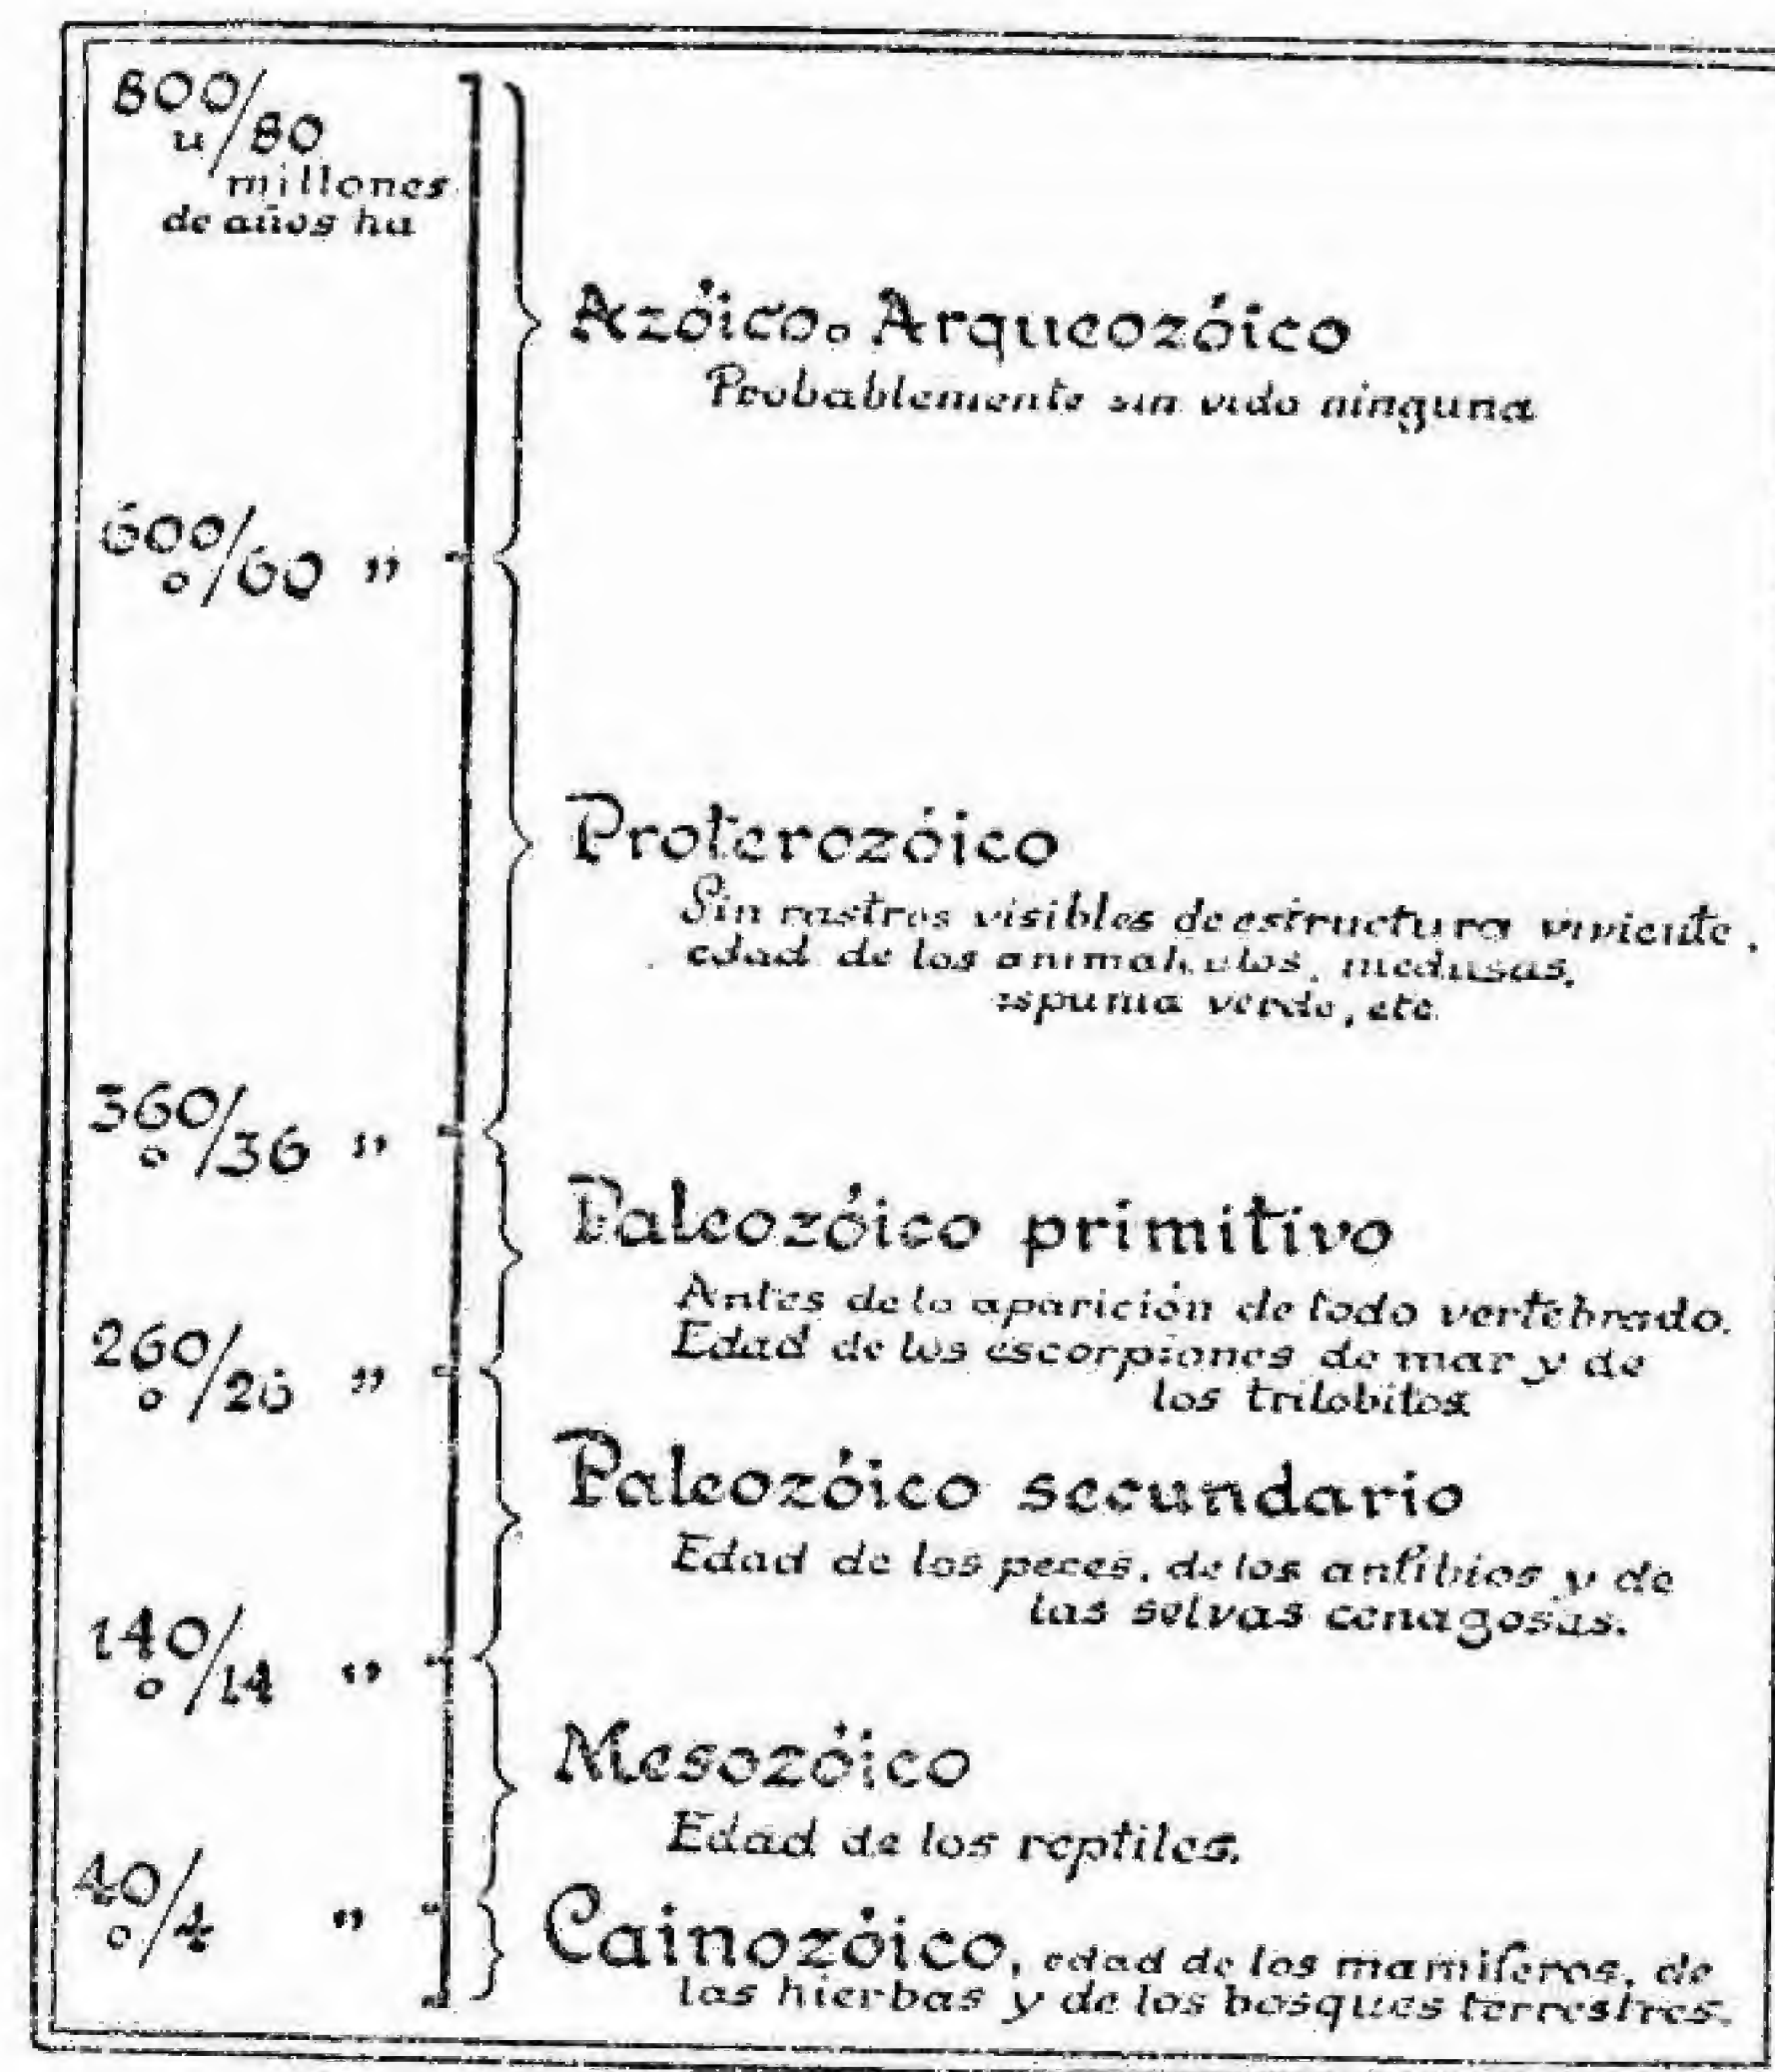 800/
u/80
millones
de años ha
Azóico o Arqueozóico
Probablemente sin vida ninguna
600/
o/60 "
Proterozóico
Sin rastros visibles de estructura viviente,
edad de los animalículos, medusas,
espuma verde, etc.
360/
o/36 "
Paleozóico primitivo
Antes de la aparición de todo vertebrado.
Edad de los escorpiones de mar y de
los trilobitos
260/
o/26 "
Paleozóico secundario
Edad de los peces, de los anfibios y de
las selvas cenagosas.
140/
o/14 "
Mesozóico
Edad de los reptiles.
40/
o/4 "
Cainozóico, edad de los mamíferos, de
las hierbas y de los bosques terrestres.